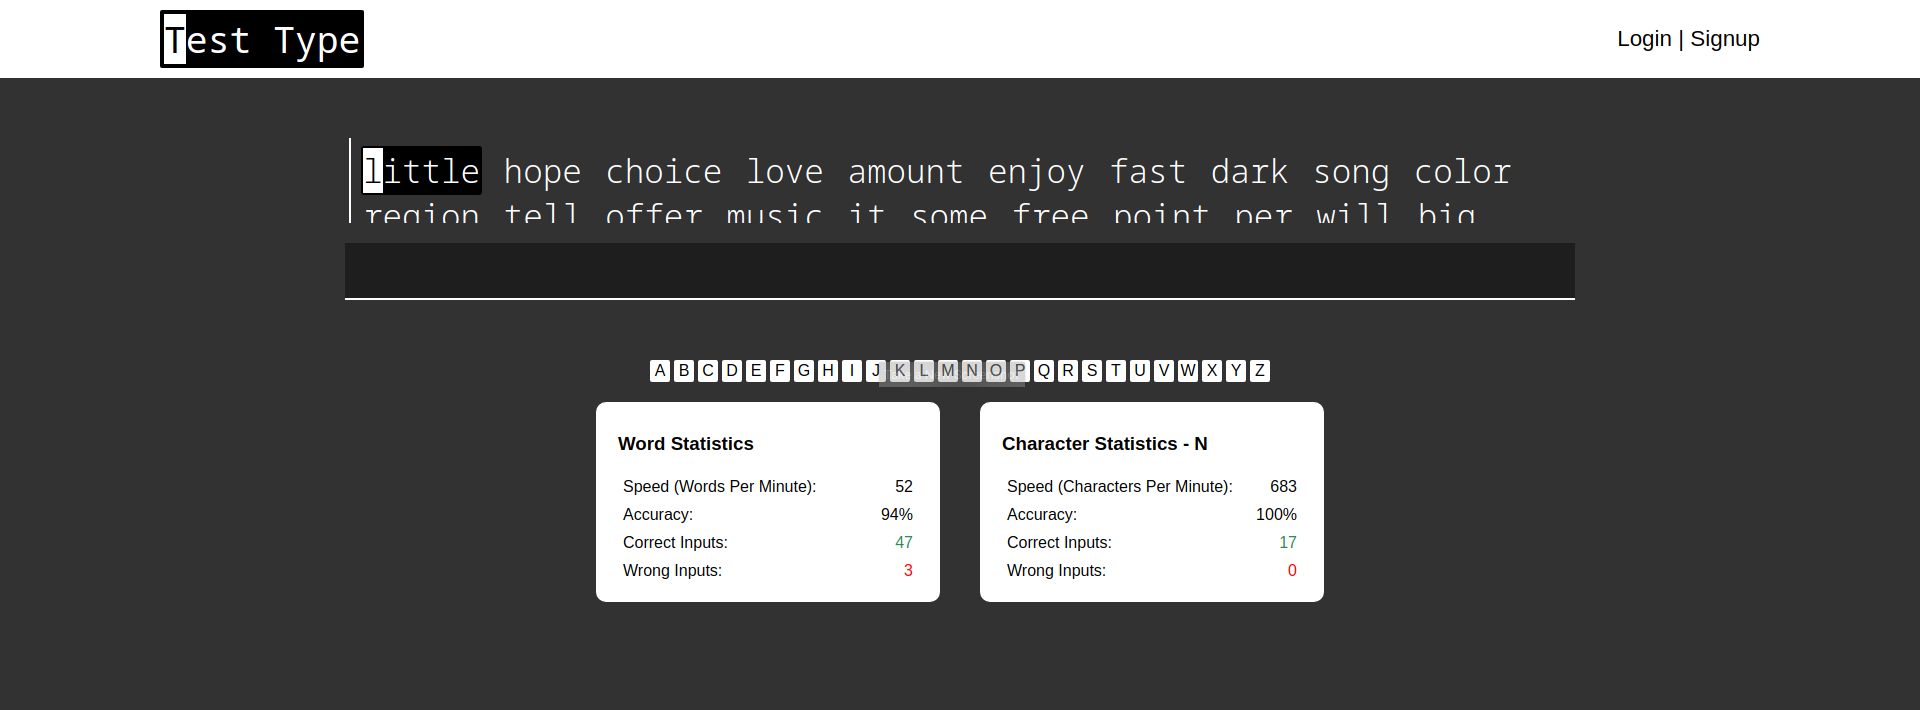 Test Type
Login | Signup
little hope choice love amount enjoy fast dark song color
region tell offer music it some free point per will big
A B C D E F G H I J K L M N O P Q R S T U V W X Y Z
Word Statistics
Speed (Words Per Minute): 52
Accuracy: 94%
Correct Inputs: 47
Wrong Inputs: 3
Character Statistics - N
Speed (Characters Per Minute): 683
Accuracy: 100%
Correct Inputs: 17
Wrong Inputs: 0